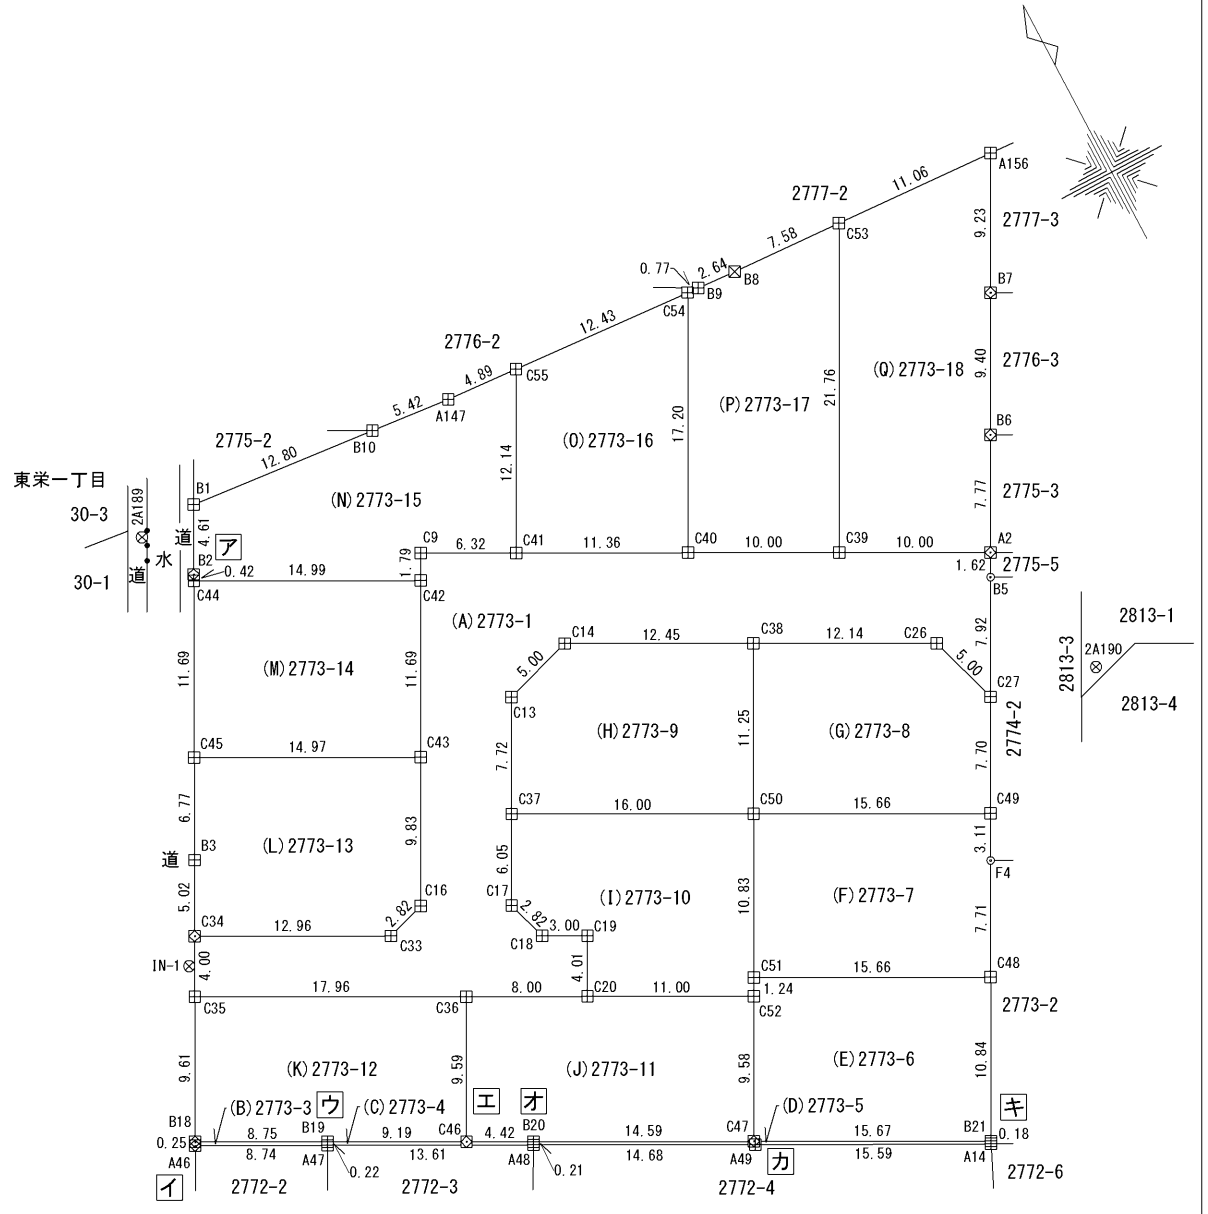 A156
11.06
2777-2
2777-3
9.23
C53
7.58
0.77
2.64
B8
B9
B7
C54
12.43
2776-2
2776-3
9.40
C55
4.89
(Q)2773-18
21.76
(P)2773-17
17.20
A147
5.42
B6
2775-2
B10
(O)2773-16
12.80
12.14
東栄一丁目
B1
(N)2773-15
2775-3
7.77
2A189
30-3
4.61
道
ア
水
道
30-1
B2
0.42
14.99
C44
C9
6.32
C41
11.36
C40
10.00
C39
10.00
A2
1.79
1.62
2775-5
B5
C42
(A)2773-1
7.92
2813-1
2813-3
2A190
2813-4
C14
12.45
C38
12.14
C26
5.00
5.00
C27
(M)2773-14
11.69
11.69
C13
2774-2
(H)2773-9
11.25
(G)2773-8
7.72
7.70
C45
14.97
C43
C37
16.00
C50
15.66
C49
6.77
3.11
9.83
(L)2773-13
道
B3
6.05
F4
5.02
C16
C17
(I)2773-10
10.83
(F)2773-7
7.71
2.82
2.82
C34
12.96
C33
C18
3.00
C19
IN-1
4.00
4.01
C51
15.66
C48
17.96
8.00
C20
11.00
1.24
C35
C36
C52
2773-2
9.61
(K)2773-12
9.59
(J)2773-11
9.58
(E)2773-6
10.84
(B)2773-3
ウ
(C)2773-4
エ
オ
(D)2773-5
キ
B18
8.75
B19
9.19
C46
4.42
B20
14.59
C47
15.67
B21
0.25
0.18
8.74
13.61
14.68
15.59
A46
A47
0.22
A48
0.21
A49
カ
A14
イ
2772-2
2772-3
2772-4
2772-6